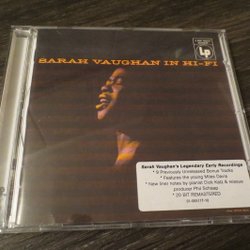 SARAH VAUGHAN IN HI-FI
LP
Sarah Vaughan's Legendary Early Recordings
* 9 Previously Unreleased Bonus Tracks
* Features the young Miles Davis
* New liner notes by pianist Dick Katz & reissue
producer Phil Schaap
* 20-BIT REMASTERED